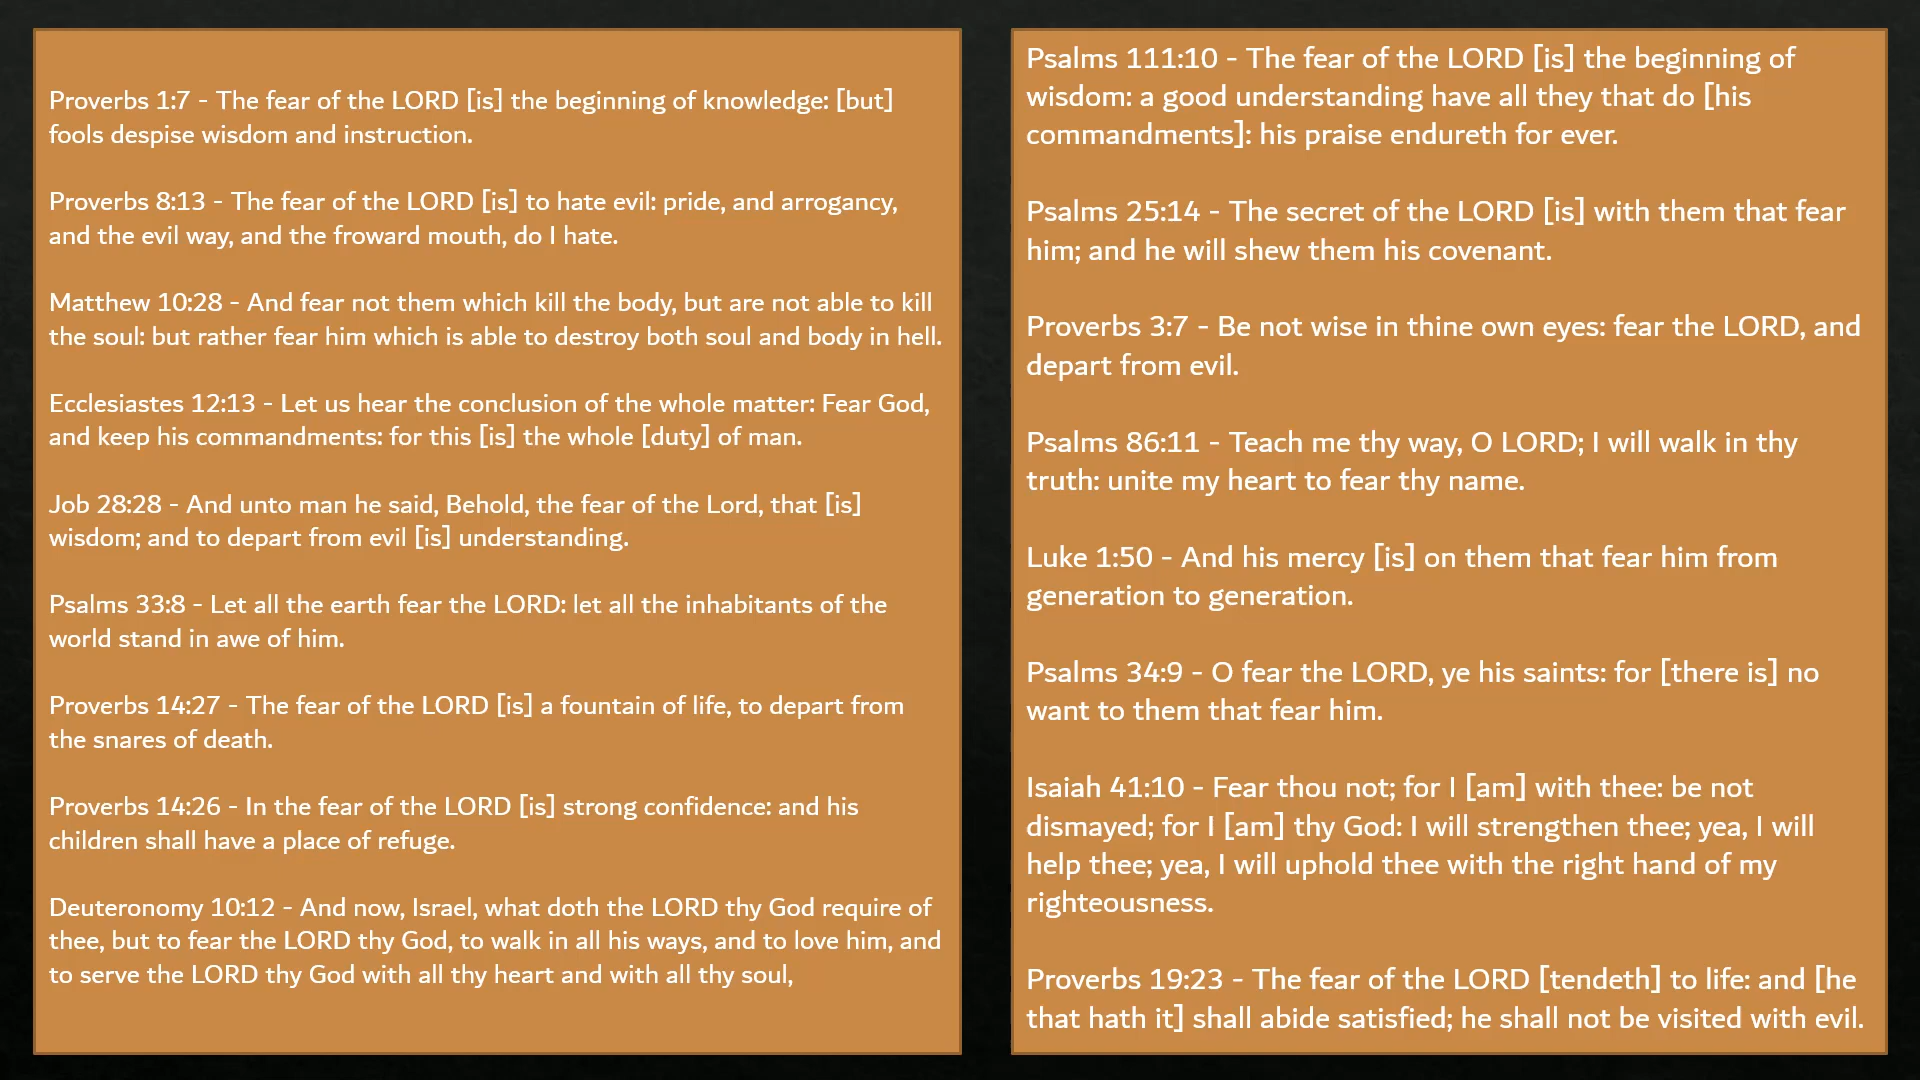 Proverbs 1:7 - The fear of the LORD [is] the beginning of knowledge: [but]
fools despise wisdom and instruction.
Proverbs 8:13 - The fear of the LORD [is] to hate evil: pride, and arrogancy,
and the evil way, and the froward mouth, do I hate.
Matthew 10:28 - And fear not them which kill the body, but are not able to kill
the soul: but rather fear him which is able to destroy both soul and body in hell.
Ecclesiastes 12:13 - Let us hear the conclusion of the whole matter: Fear God,
and keep his commandments: for this [is] the whole [duty] of man.
Job 28:28 - And unto man he said, Behold, the fear of the Lord, that [is]
wisdom; and to depart from evil [is] understanding.
Psalms 33:8 - Let all the earth fear the LORD: let all the inhabitants of the
world stand in awe of him.
Proverbs 14:27 - The fear of the LORD [is] a fountain of life, to depart from
the snares of death.
Proverbs 14:26 - In the fear of the LORD [is] strong confidence: and his
children shall have a place of refuge.
Deuteronomy 10:12 - And now, Israel, what doth the LORD thy God require of
thee, but to fear the LORD thy God, to walk in all his ways, and to love him, and
to serve the LORD thy God with all thy heart and with all thy soul,
Psalms 111:10 - The fear of the LORD [is] the beginning of
wisdom: a good understanding have all they that do [his
commandments]: his praise endureth for ever.
Psalms 25:14 - The secret of the LORD [is] with them that fear
him; and he will shew them his covenant.
Proverbs 3:7 - Be not wise in thine own eyes: fear the LORD, and
depart from evil.
Psalms 86:11 - Teach me thy way, O LORD; I will walk in thy
truth: unite my heart to fear thy name.
Luke 1:50 - And his mercy [is] on them that fear him from
generation to generation.
Psalms 34:9 - O fear the LORD, ye his saints: for [there is] no
want to them that fear him.
Isaiah 41:10 - Fear thou not; for I [am] with thee: be not
dismayed; for I [am] thy God: I will strengthen thee; yea, I will
help thee; yea, I will uphold thee with the right hand of my
righteousness.
Proverbs 19:23 - The fear of the LORD [tendeth] to life: and [he
that hath it] shall abide satisfied; he shall not be visited with evil.